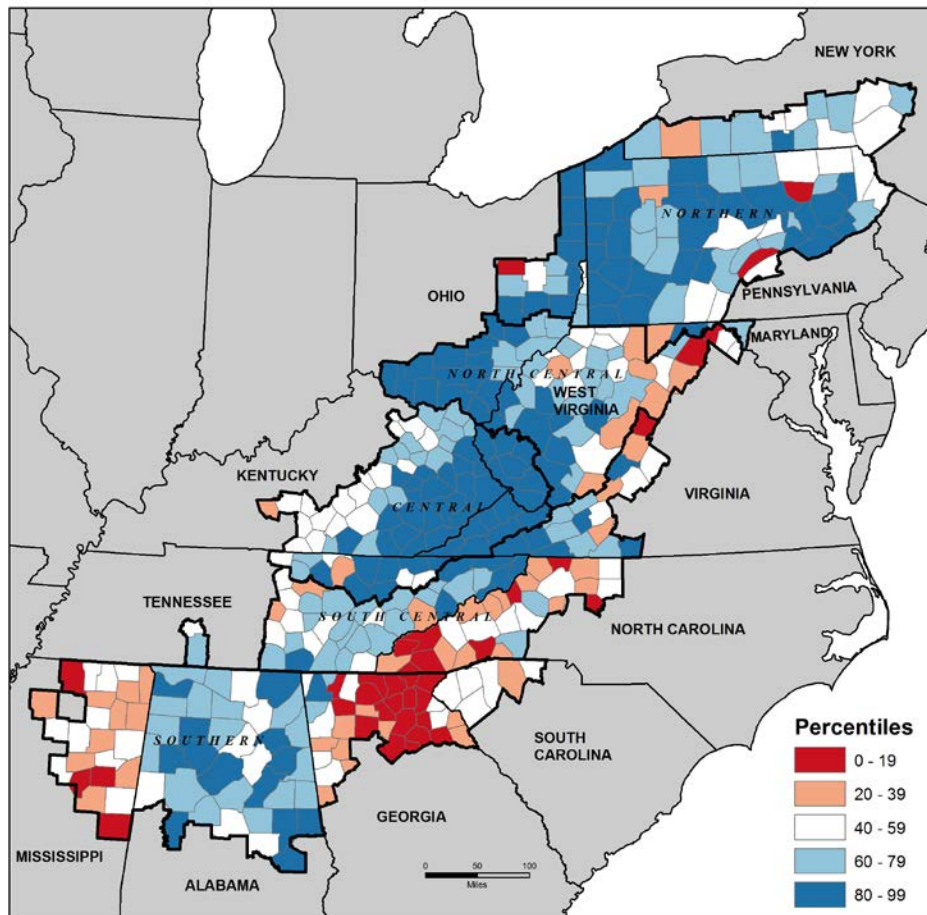 NEW YORK
NORTHERN
PENNSYLVANIA
OHIO
MARYLAND
NORTH CENTRAL
WEST
VIRGINIA
KENTUCKY
VIRGINIA
CENTRAL
TENNESSEE
SOUTH CENTRAL
NORTH CAROLINA
SOUTHERN
SOUTH
CAROLINA
GEORGIA
MISSISSIPPI
ALABAMA
0 50 100
Miles
Percentiles
0 - 19
20 - 39
40 - 59
60 - 79
80 - 99